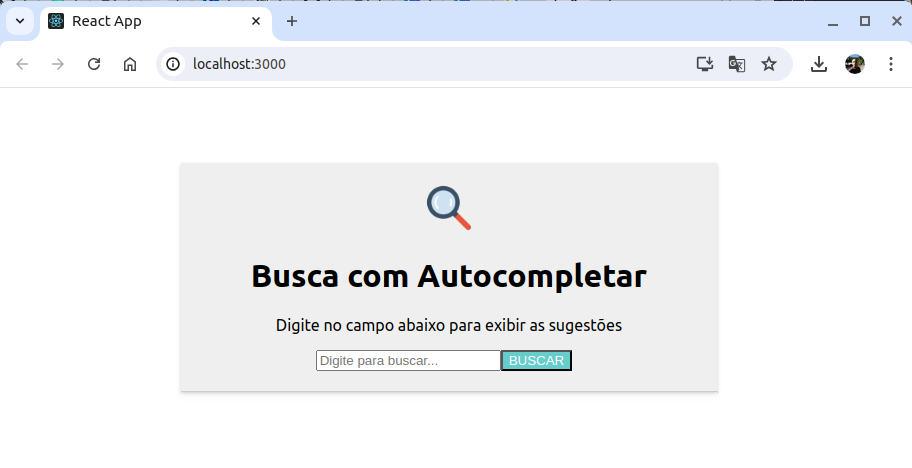 React App
localhost:3000
Busca com Autocompletar
Digite no campo abaixo para exibir as sugestões
Digite para buscar... BUSCAR